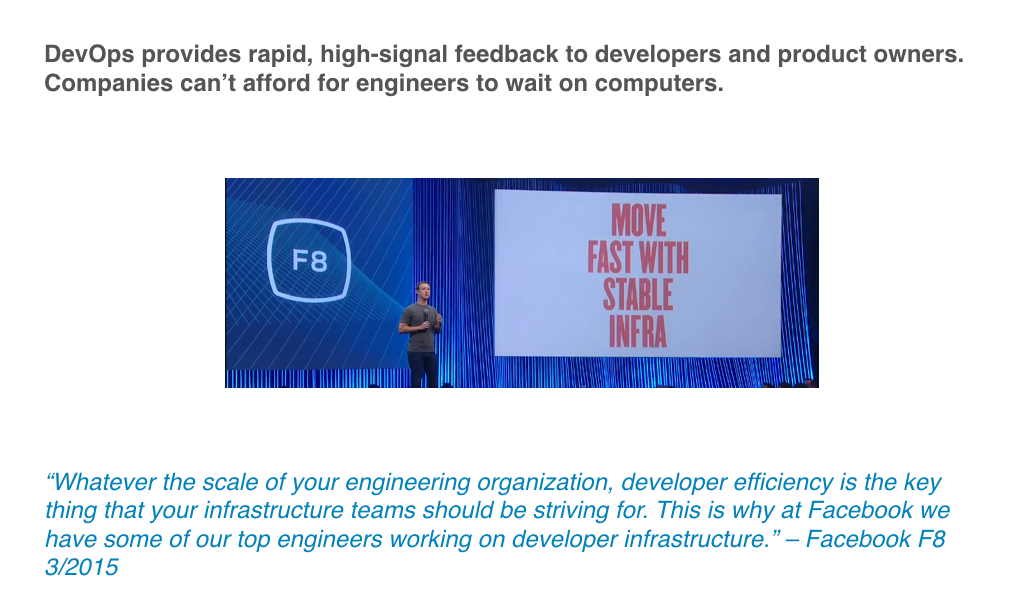 DevOps provides rapid, high-signal feedback to developers and product owners.
Companies can’t afford for engineers to wait on computers.
F8
MOVE
FAST WITH
STABLE
INFRA
“Whatever the scale of your engineering organization, developer efficiency is the key
thing that your infrastructure teams should be striving for. This is why at Facebook we
have some of our top engineers working on developer infrastructure.” – Facebook F8
3/2015